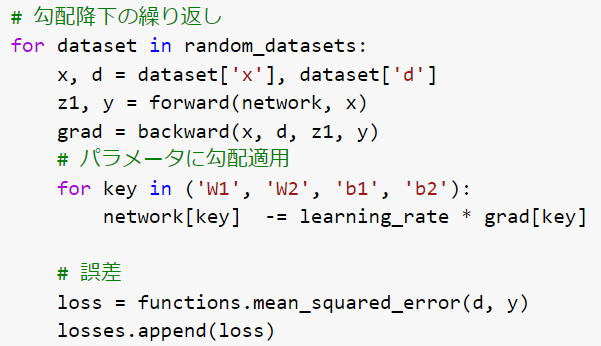 # 勾配降下の繰り返し
for dataset in random_datasets:
    x, d = dataset['x'], dataset['d']
    z1, y = forward(network, x)
    grad = backward(x, d, z1, y)
    # パラメータに勾配適用
    for key in ('W1', 'W2', 'b1', 'b2'):
        network[key]  -= learning_rate * grad[key]

    # 誤差
    loss = functions.mean_squared_error(d, y)
    losses.append(loss)